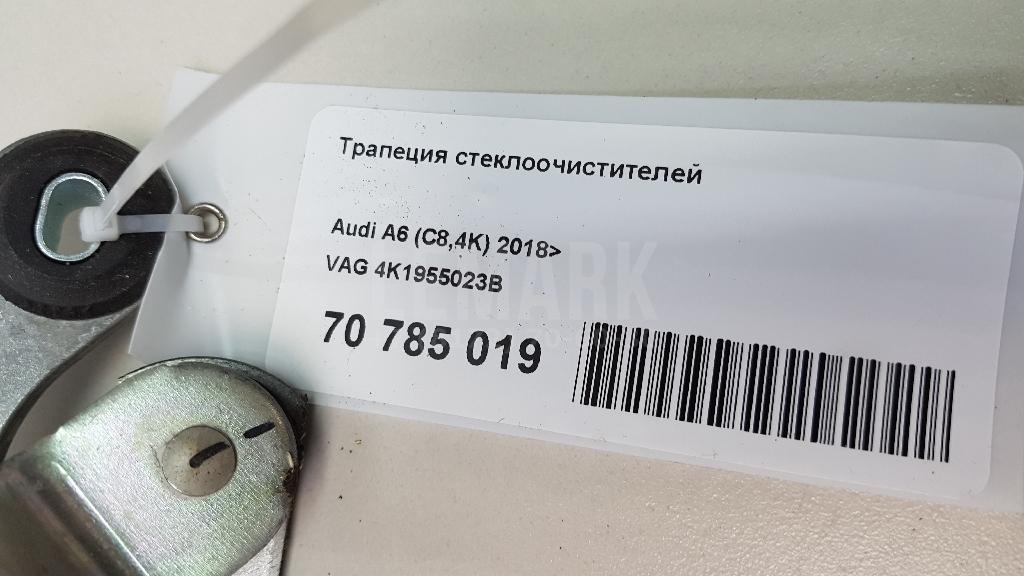 Трапеция стеклоочистителей
Audi A6 (C8,4K) 2018>
VAG 4K1955023B
70 785 019